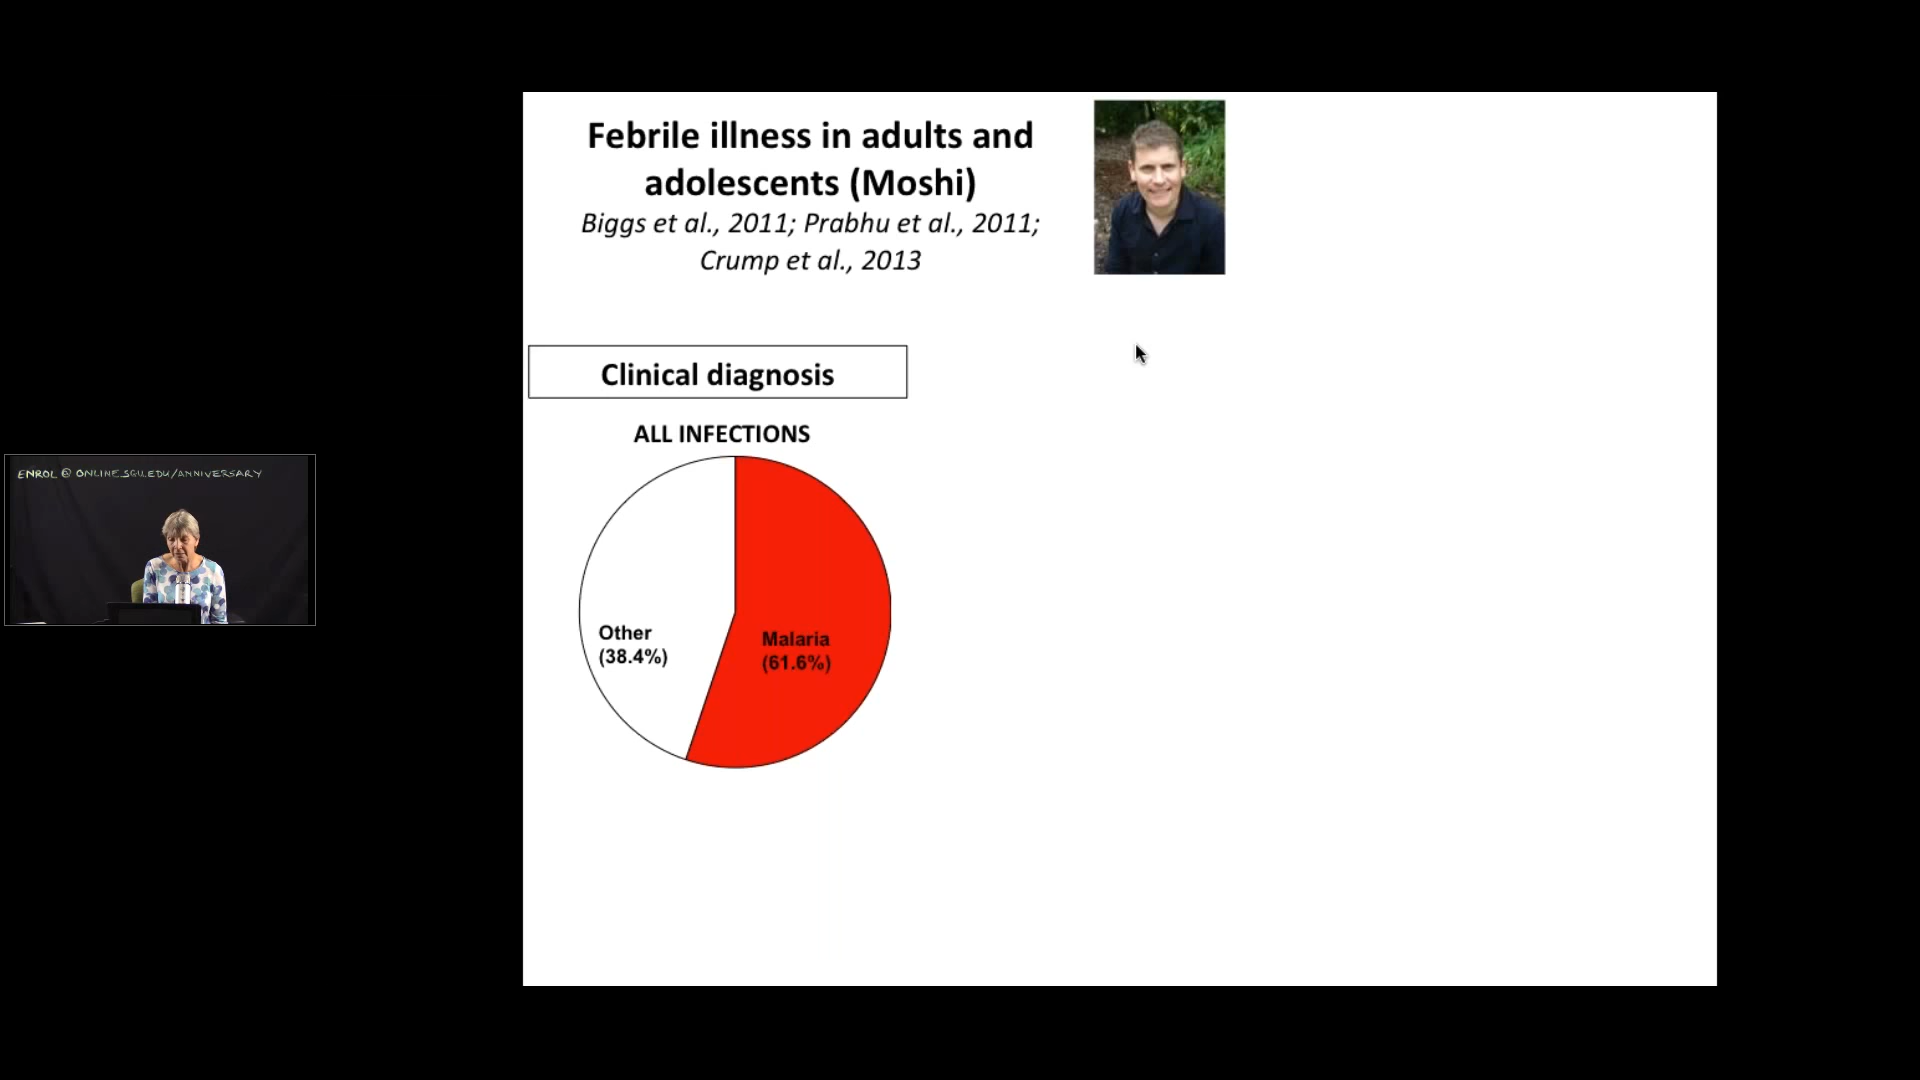 Febrile illness in adults and
adolescents (Moshi)
Biggs et al., 2011; Prabhu et al., 2011;
Crump et al., 2013
Clinical diagnosis
ALL INFECTIONS
Other
(38.4%)
Malaria
(61.6%)
ENROL @ ONLINE.SGU.EDU/ANNIVERSARY